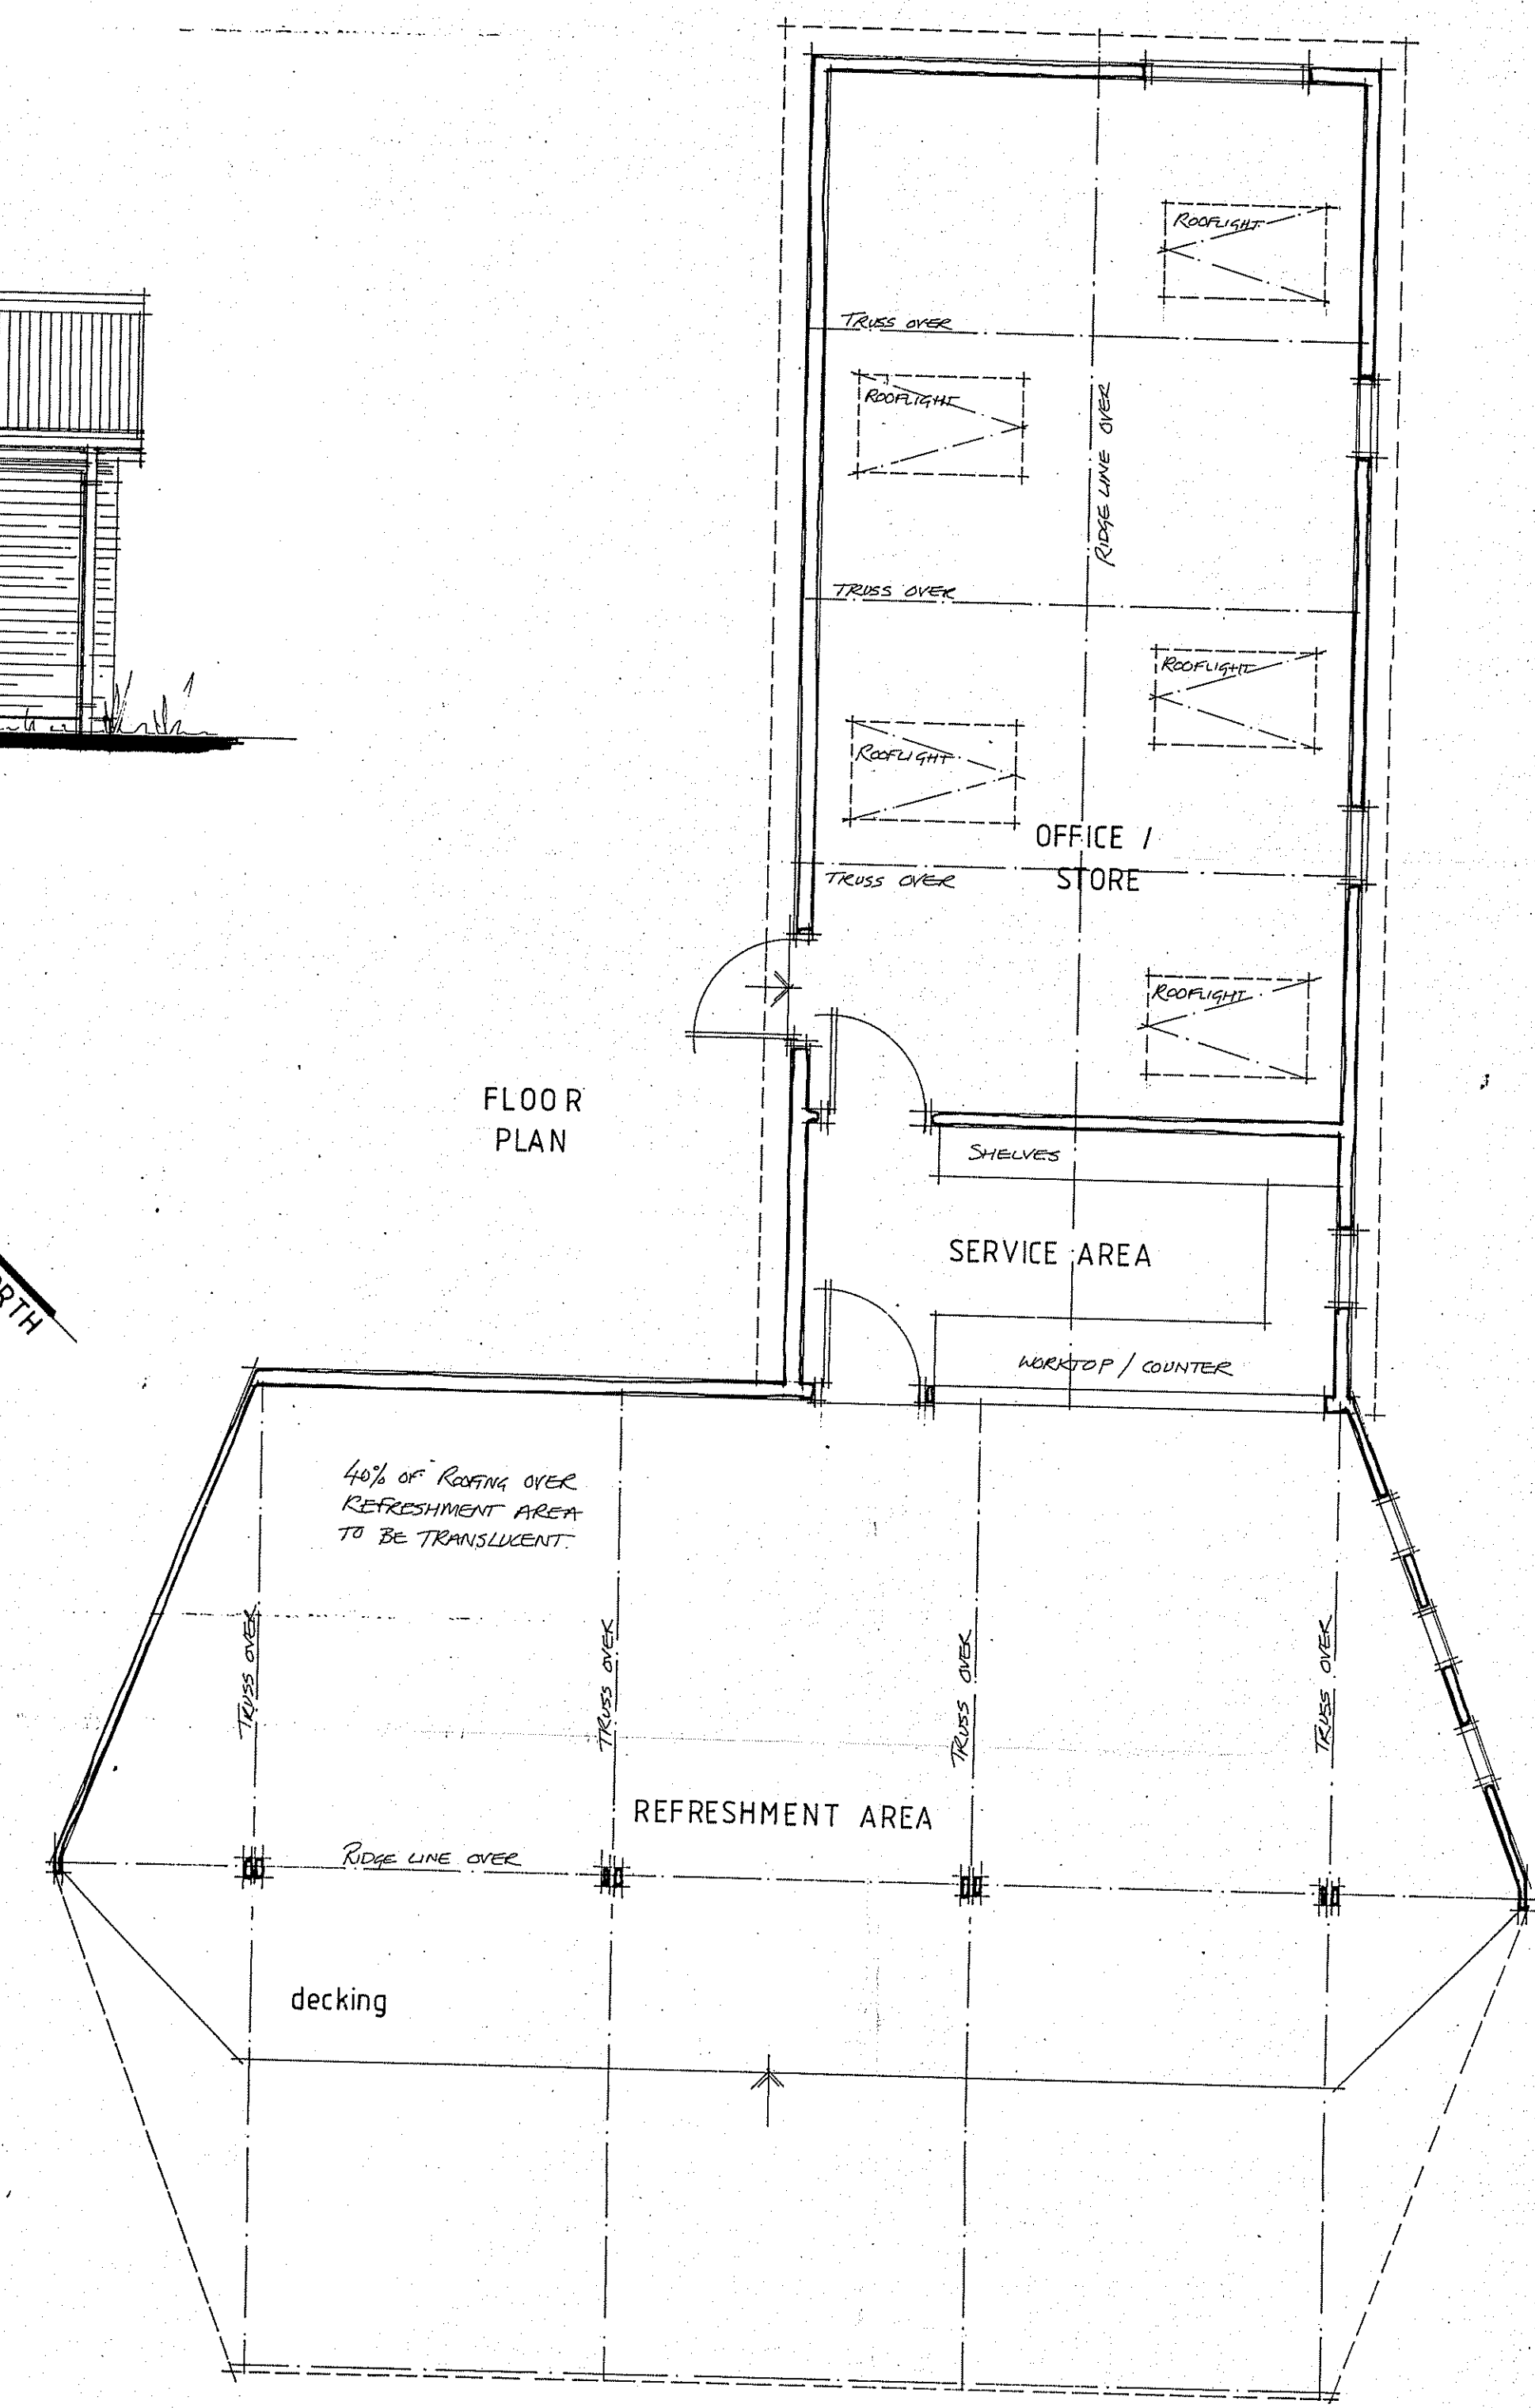 ROOFLIGHT
TRUSS OVER
ROOFLIGHT
RIDGE LINE OVER
TRUSS OVER
ROOFLIGHT
ROOFLIGHT
OFFICE /
STORE
TRUSS OVER
ROOFLIGHT
FLOOR
PLAN
SHELVES
SERVICE AREA
WORKTOP / COUNTER
40% OF ROOFING OVER
REFRESHMENT AREA
TO BE TRANSLUCENT.
TRUSS OVER
TRUSS OVER
TRUSS OVER
TRUSS OVER
REFRESHMENT AREA
RIDGE LINE OVER
decking